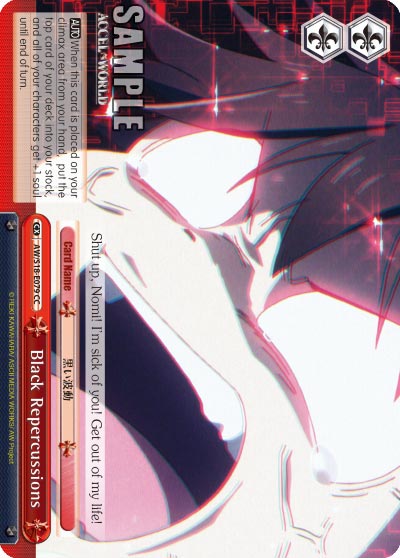 SAMPLE
ACCEL WORLD
AUTO When this card is placed on your
climax area from your hand, put the
top card of your deck into your stock,
and all of your characters get +1 soul
until end of turn.
Shut up, Nomi! I'm sick of you! Get out of my life!
Card Name
黒い波動
CX
AW/S18-E079 CC
Black Repercussions
© REKI KAWAHARA/ ASCII MEDIA WORKS/ AW Project